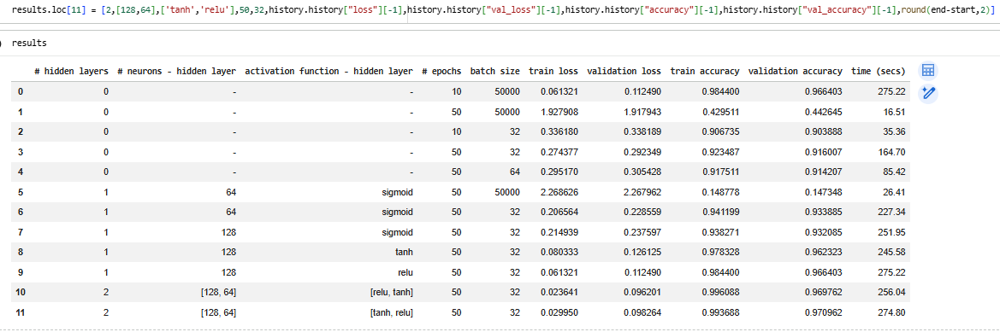 results.loc[11] = [2,[128,64],['tanh','relu'],50,32,history.history["loss"][-1],history.history["val_loss"][-1],history.history["accuracy"][-1],history.history["val_accuracy"][-1],round(end-start,2)]
results
# hidden layers # neurons - hidden layer activation function - hidden layer # epochs batch size train loss validation loss train accuracy validation accuracy time (secs)
0 0 - - 10 50000 0.061321 0.112490 0.984400 0.966403 275.22
1 0 - - 50 50000 1.927908 1.917943 0.429511 0.442645 16.51
2 0 - - 10 32 0.336180 0.338189 0.906735 0.903888 35.36
3 0 - - 50 32 0.274377 0.292349 0.923487 0.916007 164.70
4 0 - - 50 64 0.295170 0.305428 0.917511 0.914207 85.42
5 1 64 sigmoid 50 50000 2.268626 2.267962 0.148778 0.147348 26.41
6 1 64 sigmoid 50 32 0.206564 0.228559 0.941199 0.933885 227.34
7 1 128 sigmoid 50 32 0.214939 0.237597 0.938271 0.932085 251.95
8 1 128 tanh 50 32 0.080333 0.126125 0.978328 0.962323 245.58
9 1 128 relu 50 32 0.061321 0.112490 0.984400 0.966403 275.22
10 2 [128, 64] [relu, tanh] 50 32 0.023641 0.096201 0.996088 0.969762 256.04
11 2 [128, 64] [tanh, relu] 50 32 0.029950 0.098264 0.993688 0.970962 274.80